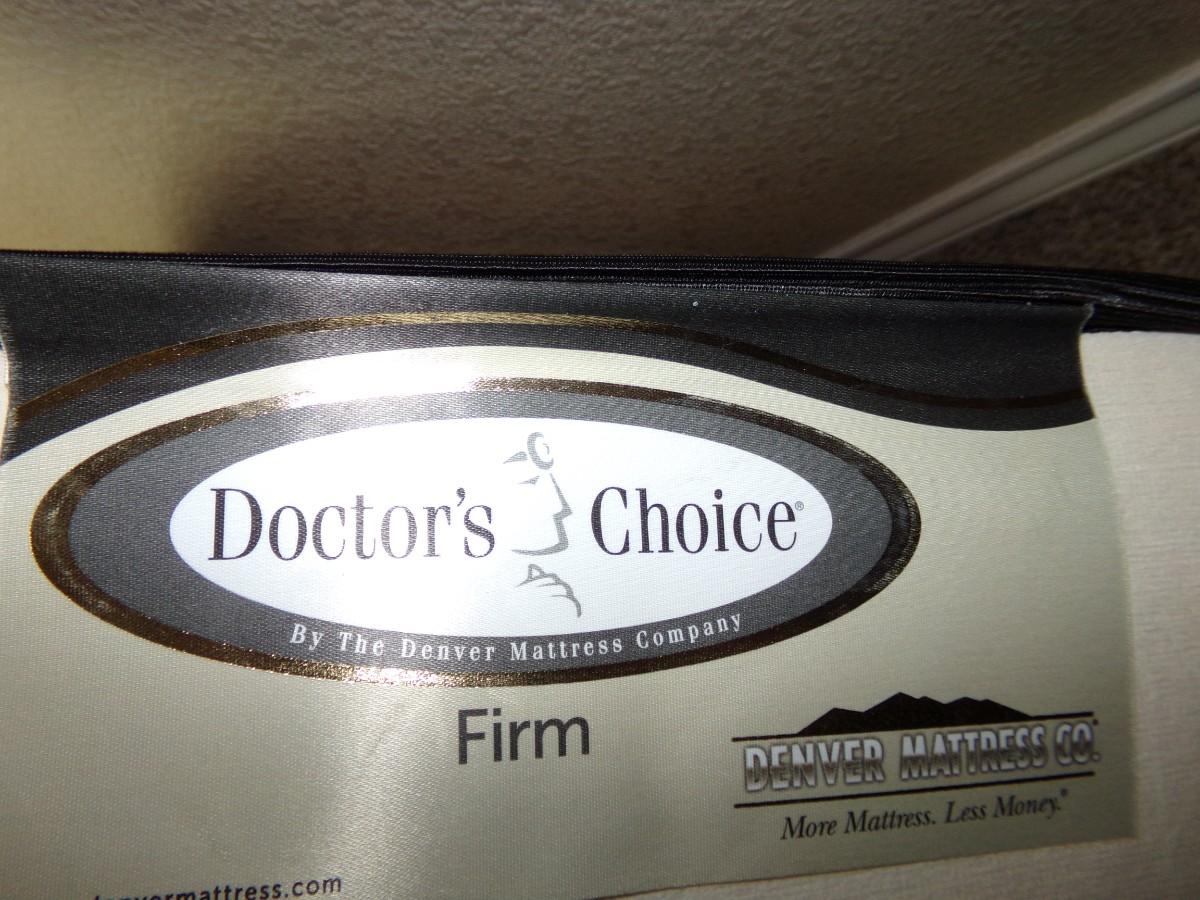 Doctor's Choice®
By The Denver Mattress Company
Firm
DENVER MATTRESS CO.
More Mattress. Less Money.®